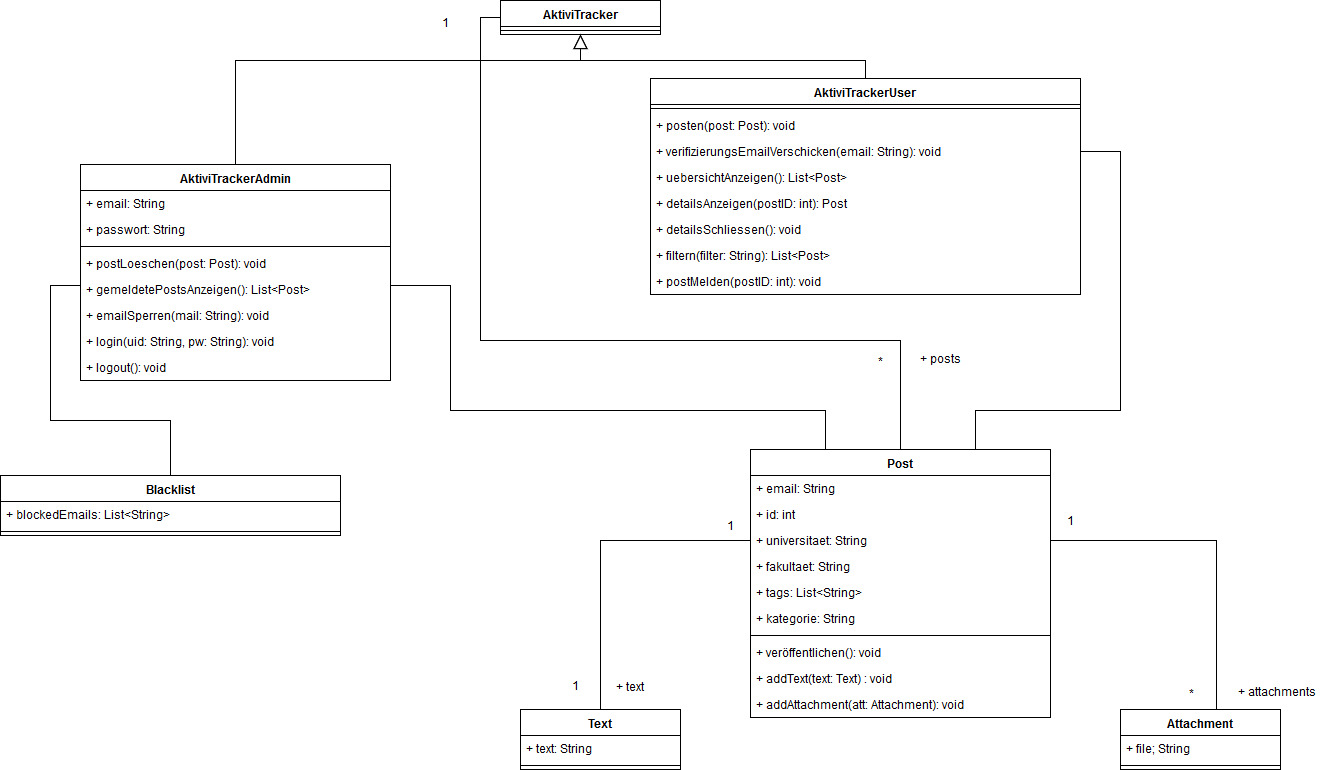 AktiviTracker
1
AktiviTrackerUser
+ posten(post: Post): void
+ verifizierungsEmailVerschicken(email: String): void
+ uebersichtAnzeigen(): List<Post>
+ detailsAnzeigen(postID: int): Post
+ detailsSchliessen(): void
+ filtern(filter: String): List<Post>
+ postMelden(postID: int): void
AktiviTrackerAdmin
+ email: String
+ passwort: String
+ postLoeschen(post: Post): void
+ gemeldetePostsAnzeigen(): List<Post>
+ emailSperren(mail: String): void
+ login(uid: String, pw: String): void
+ logout(): void
* + posts
Blacklist
+ blockedEmails: List<String>
Post
+ email: String
+ id: int
+ universitaet: String
+ fakultaet: String
+ tags: List<String>
+ kategorie: String
+ veröffentlichen(): void
+ addText(text: Text) : void
+ addAttachment(att: Attachment): void
1
1
1 + text
* + attachments
Text
+ text: String
Attachment
+ file; String